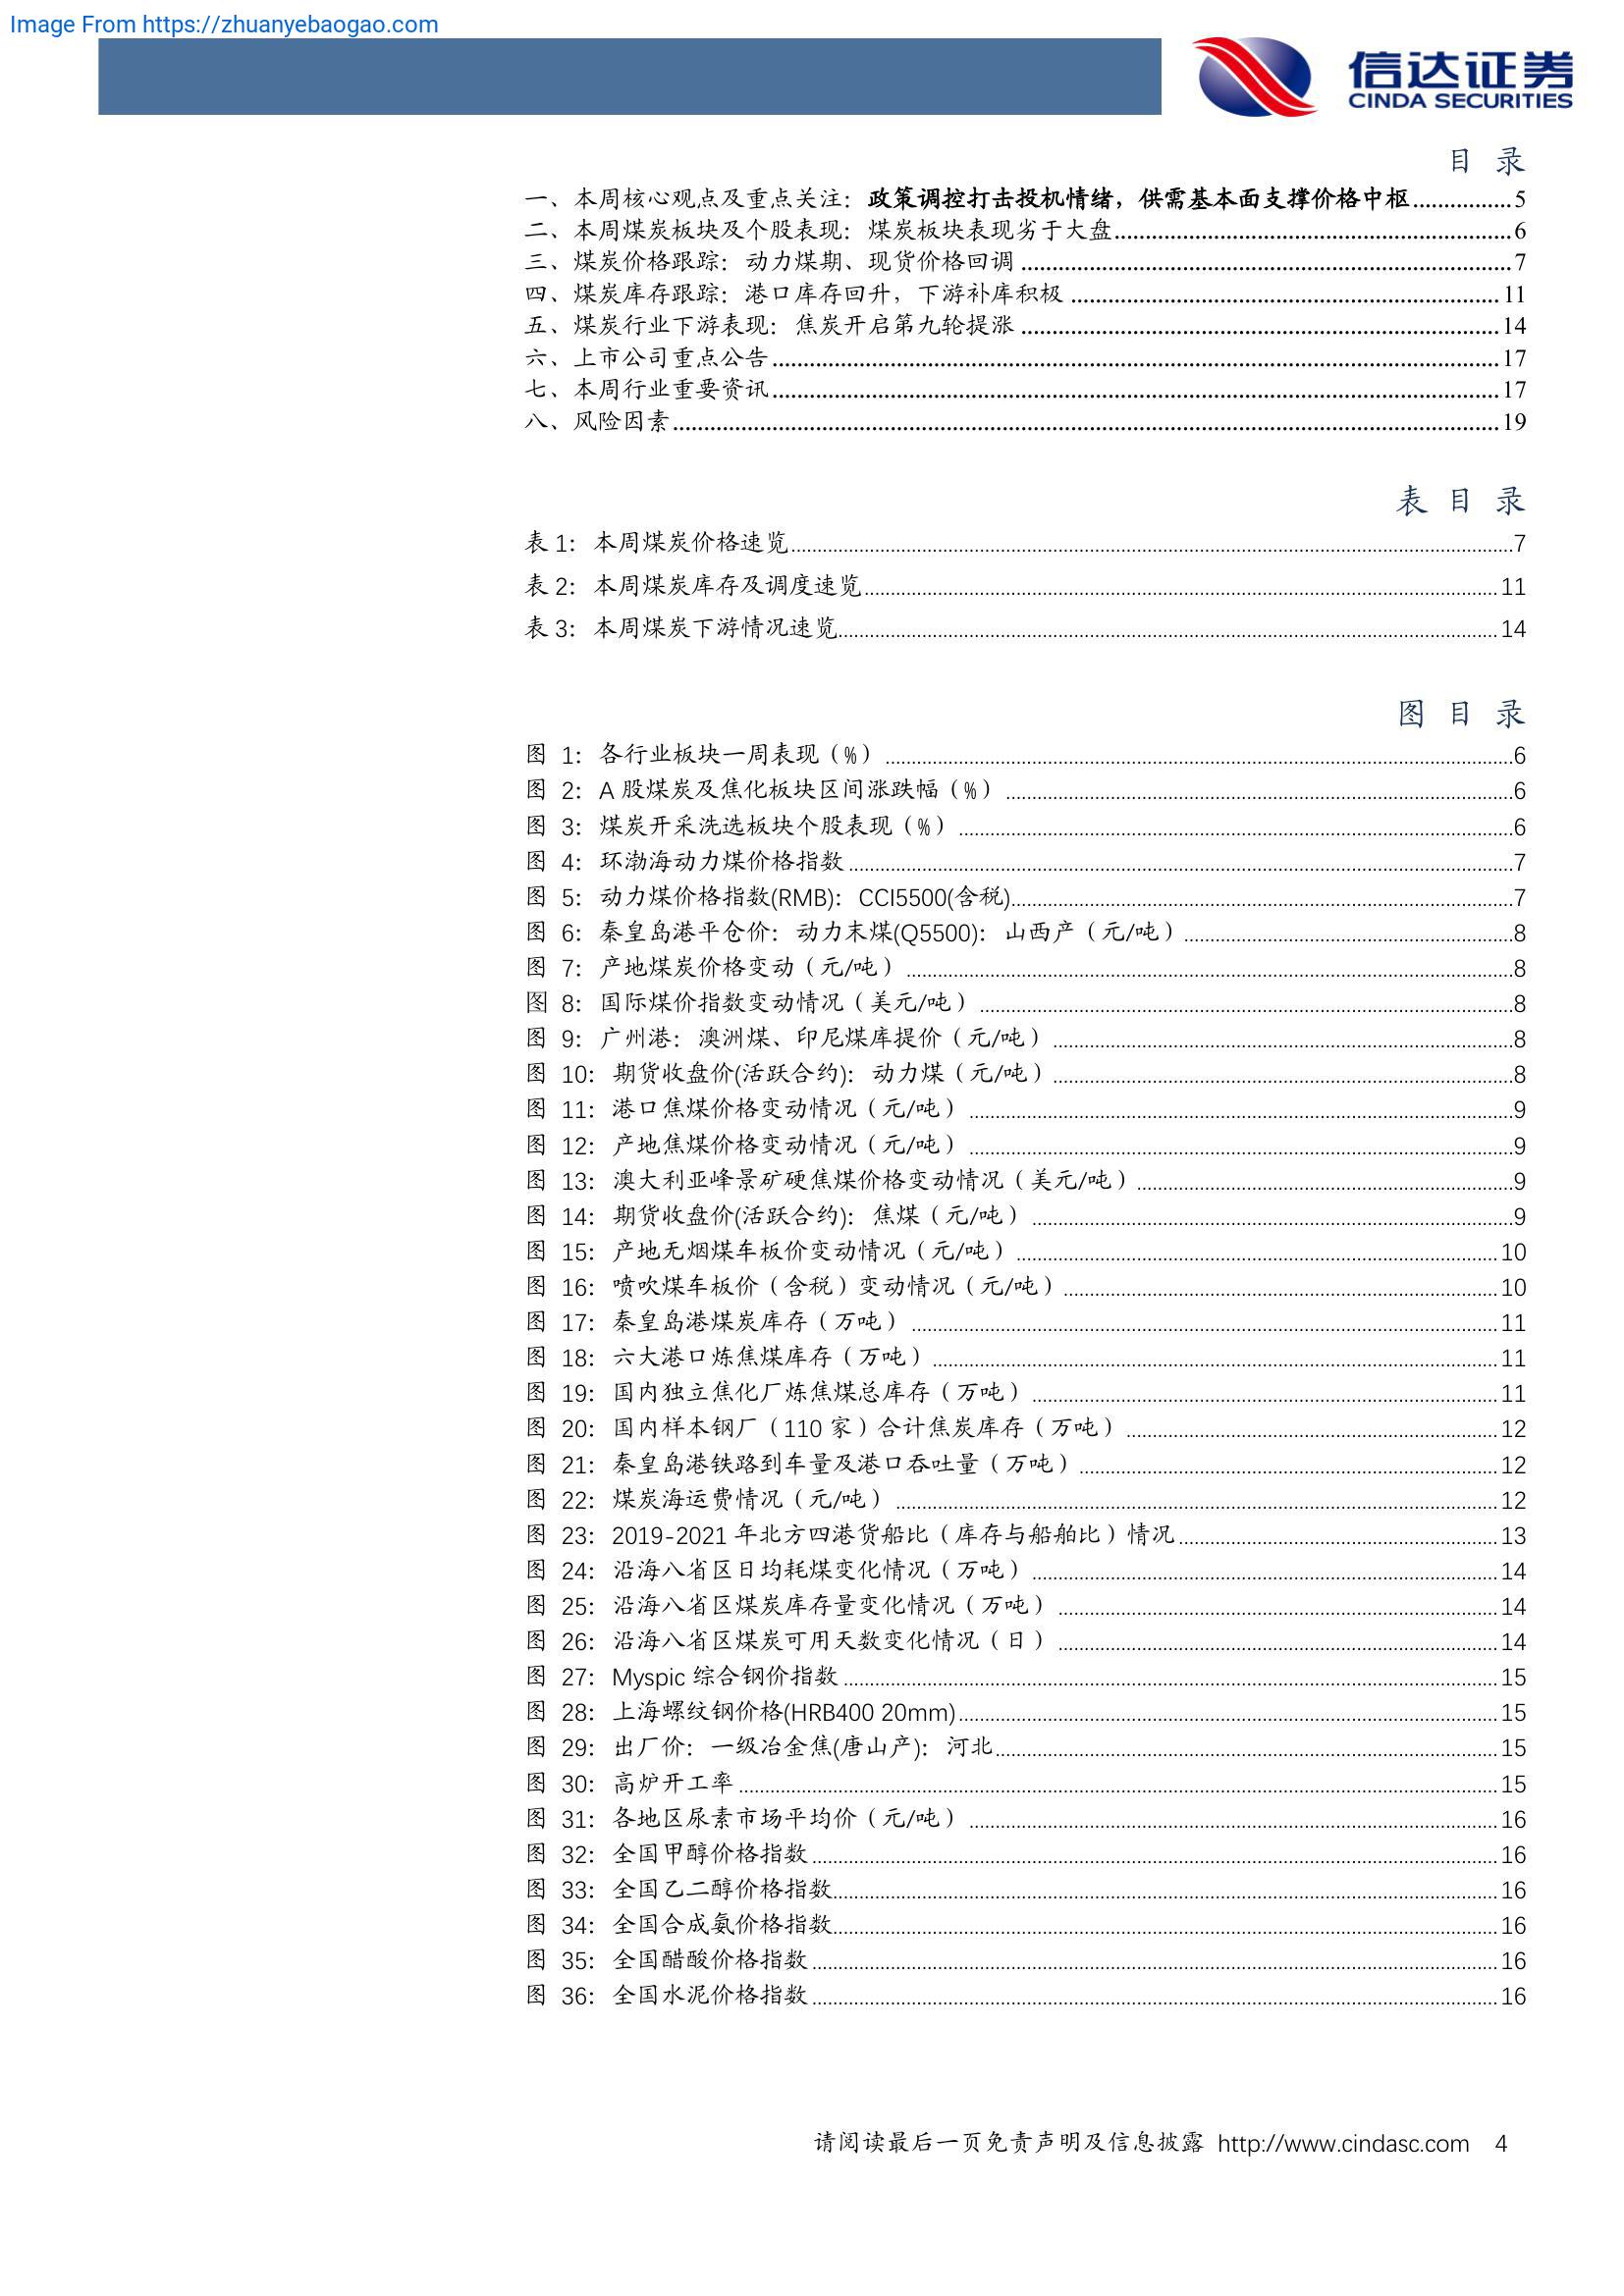 Image From https://zhuanyebaogao.com
信达证券
CINDA SECURITIES
目 录
一、本周核心观点及重点关注：政策调控打击投机情绪，供需基本面支撑价格中枢................5
二、本周煤炭板块及个股表现：煤炭板块表现劣于大盘................6
三、煤炭价格跟踪：动力煤期、现货价格回调................7
四、煤炭库存跟踪：港口库存回升，下游补库积极................11
五、煤炭行业下游表现：焦炭开启第九轮提涨................14
六、上市公司重点公告................17
七、本周行业重要资讯................17
八、风险因素................19
表 目 录
表 1：本周煤炭价格速览................7
表 2：本周煤炭库存及调度速览................11
表 3：本周煤炭下游情况速览................14
图 目 录
图 1：各行业板块一周表现（%）................6
图 2：A 股煤炭及焦化板块区间涨跌幅（%）................6
图 3：煤炭开采洗选板块个股表现（%）................6
图 4：环渤海动力煤价格指数................7
图 5：动力煤价格指数(RMB)：CCI5500(含税)................7
图 6：秦皇岛港平仓价：动力末煤(Q5500)：山西产（元/吨）................8
图 7：产地煤炭价格变动（元/吨）................8
图 8：国际煤价指数变动情况（美元/吨）................8
图 9：广州港：澳洲煤、印尼煤库提价（元/吨）................8
图 10：期货收盘价(活跃合约)：动力煤（元/吨）................8
图 11：港口焦煤价格变动情况（元/吨）................9
图 12：产地焦煤价格变动情况（元/吨）................9
图 13：澳大利亚峰景矿硬焦煤价格变动情况（美元/吨）................9
图 14：期货收盘价(活跃合约)：焦煤（元/吨）................9
图 15：产地无烟煤车板价变动情况（元/吨）................10
图 16：喷吹煤车板价（含税）变动情况（元/吨）................10
图 17：秦皇岛港煤炭库存（万吨）................11
图 18：六大港口炼焦煤库存（万吨）................11
图 19：国内独立焦化厂炼焦煤总库存（万吨）................11
图 20：国内样本钢厂（110 家）合计焦炭库存（万吨）................12
图 21：秦皇岛港铁路到车量及港口吞吐量（万吨）................12
图 22：煤炭海运费情况（元/吨）................12
图 23：2019-2021 年北方四港货船比（库存与船舶比）情况................13
图 24：沿海八省区日均耗煤变化情况（万吨）................14
图 25：沿海八省区煤炭库存量变化情况（万吨）................14
图 26：沿海八省区煤炭可用天数变化情况（日）................14
图 27：Myspic 综合钢价指数................15
图 28：上海螺纹钢价格(HRB400 20mm)................15
图 29：出厂价：一级冶金焦(唐山产)：河北................15
图 30：高炉开工率................15
图 31：各地区尿素市场平均价（元/吨）................16
图 32：全国甲醇价格指数................16
图 33：全国乙二醇价格指数................16
图 34：全国合成氨价格指数................16
图 35：全国醋酸价格指数................16
图 36：全国水泥价格指数................16
请阅读最后一页免责声明及信息披露 http://www.cindasc.com 4